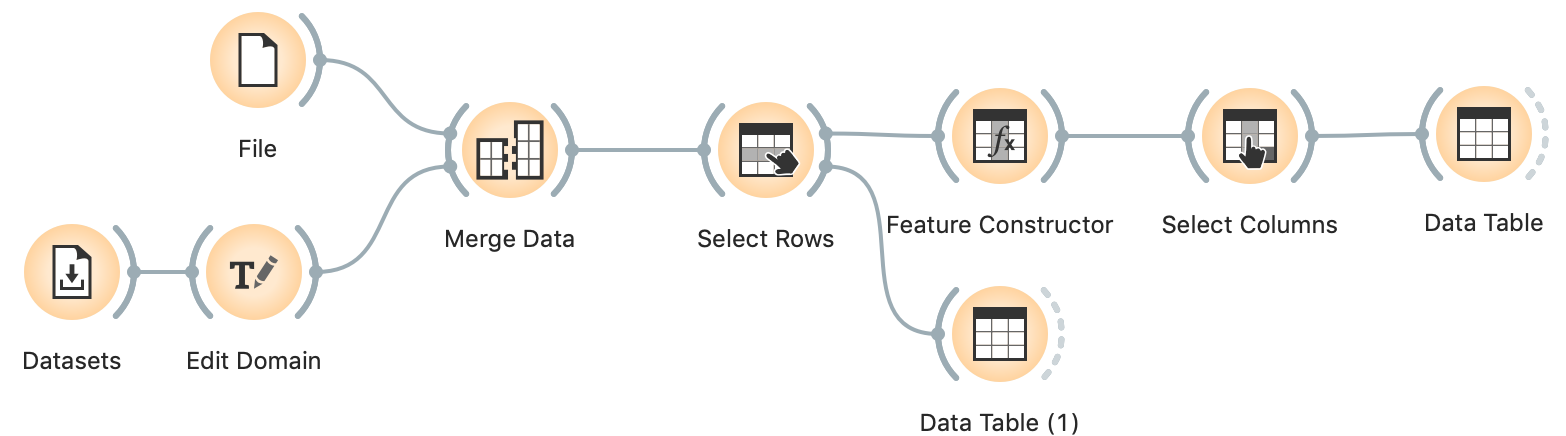 File
Merge Data
Select Rows
Feature Constructor
Select Columns
Data Table
Datasets
Edit Domain
Data Table (1)